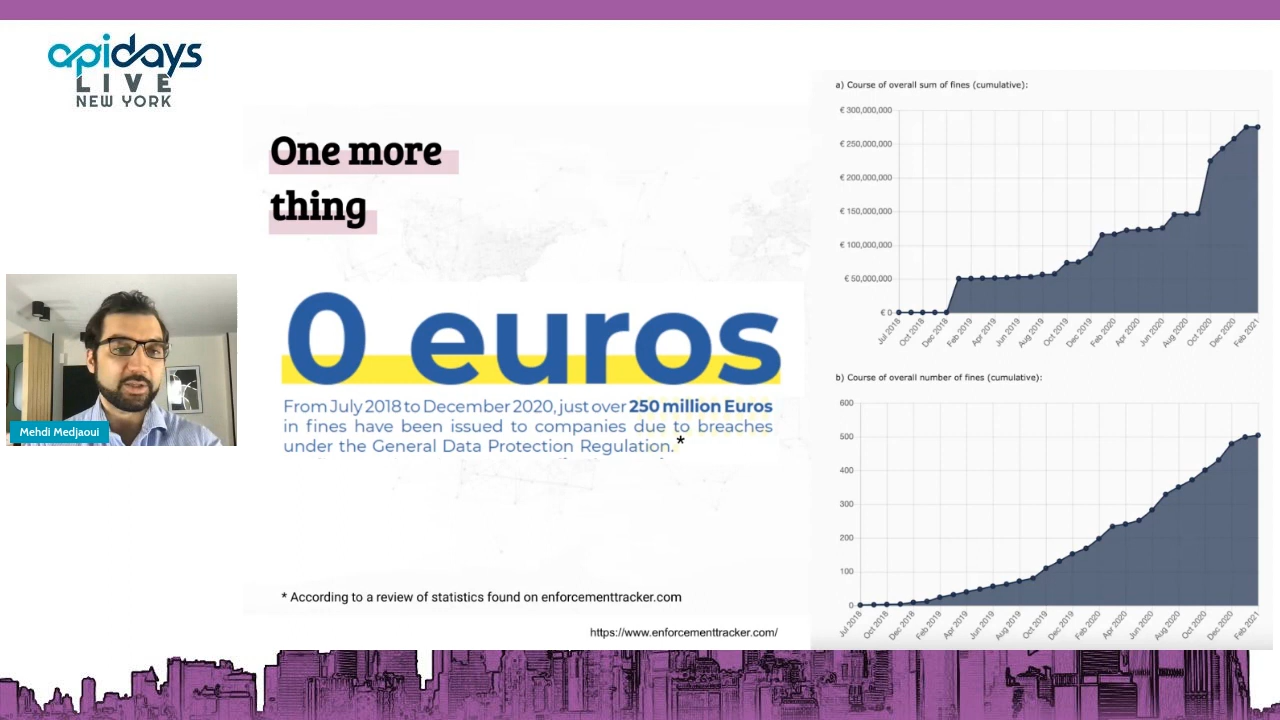 apidays
LIVE
NEW YORK
One more
thing
0 euros
From July 2018 to December 2020, just over 250 million Euros
in fines have been issued to companies due to breaches
under the General Data Protection Regulation.*
* According to a review of statistics found on enforcementtracker.com
https://www.enforcementtracker.com/
Mehdi Medjaoui
a) Course of overall sum of fines (cumulative):
€ 300,000,000
€ 250,000,000
€ 200,000,000
€ 150,000,000
€ 100,000,000
€ 50,000,000
€ 0
Jul 2018
Oct 2018
Dec 2018
Feb 2019
Apr 2019
Jun 2019
Aug 2019
Oct 2019
Dec 2019
Feb 2020
Apr 2020
Jun 2020
Aug 2020
Oct 2020
Dec 2020
Feb 2021
b) Course of overall number of fines (cumulative):
600
500
400
300
200
100
0
Jul 2018
Oct 2018
Dec 2018
Feb 2019
Apr 2019
Jun 2019
Aug 2019
Oct 2019
Dec 2019
Feb 2020
Apr 2020
Jun 2020
Aug 2020
Oct 2020
Dec 2020
Feb 2021